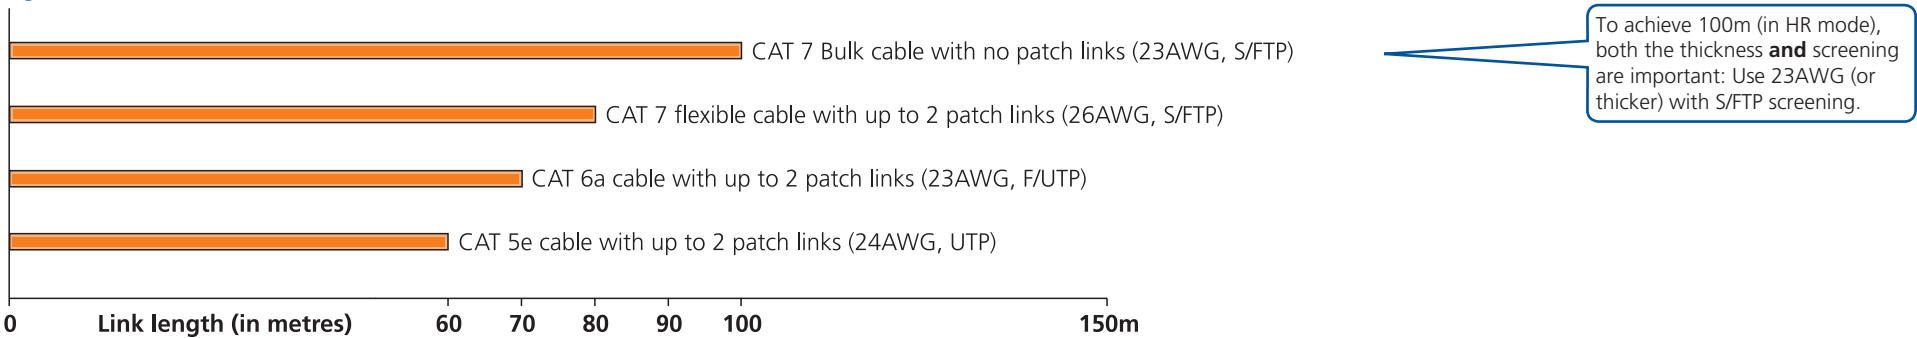 CAT 7 Bulk cable with no patch links (23AWG, S/FTP)
To achieve 100m (in HR mode),
both the thickness and screening
are important: Use 23AWG (or
thicker) with S/FTP screening.
CAT 7 flexible cable with up to 2 patch links (26AWG, S/FTP)
CAT 6a cable with up to 2 patch links (23AWG, F/UTP)
CAT 5e cable with up to 2 patch links (24AWG, UTP)
0 Link length (in metres) 60 70 80 90 100 150m